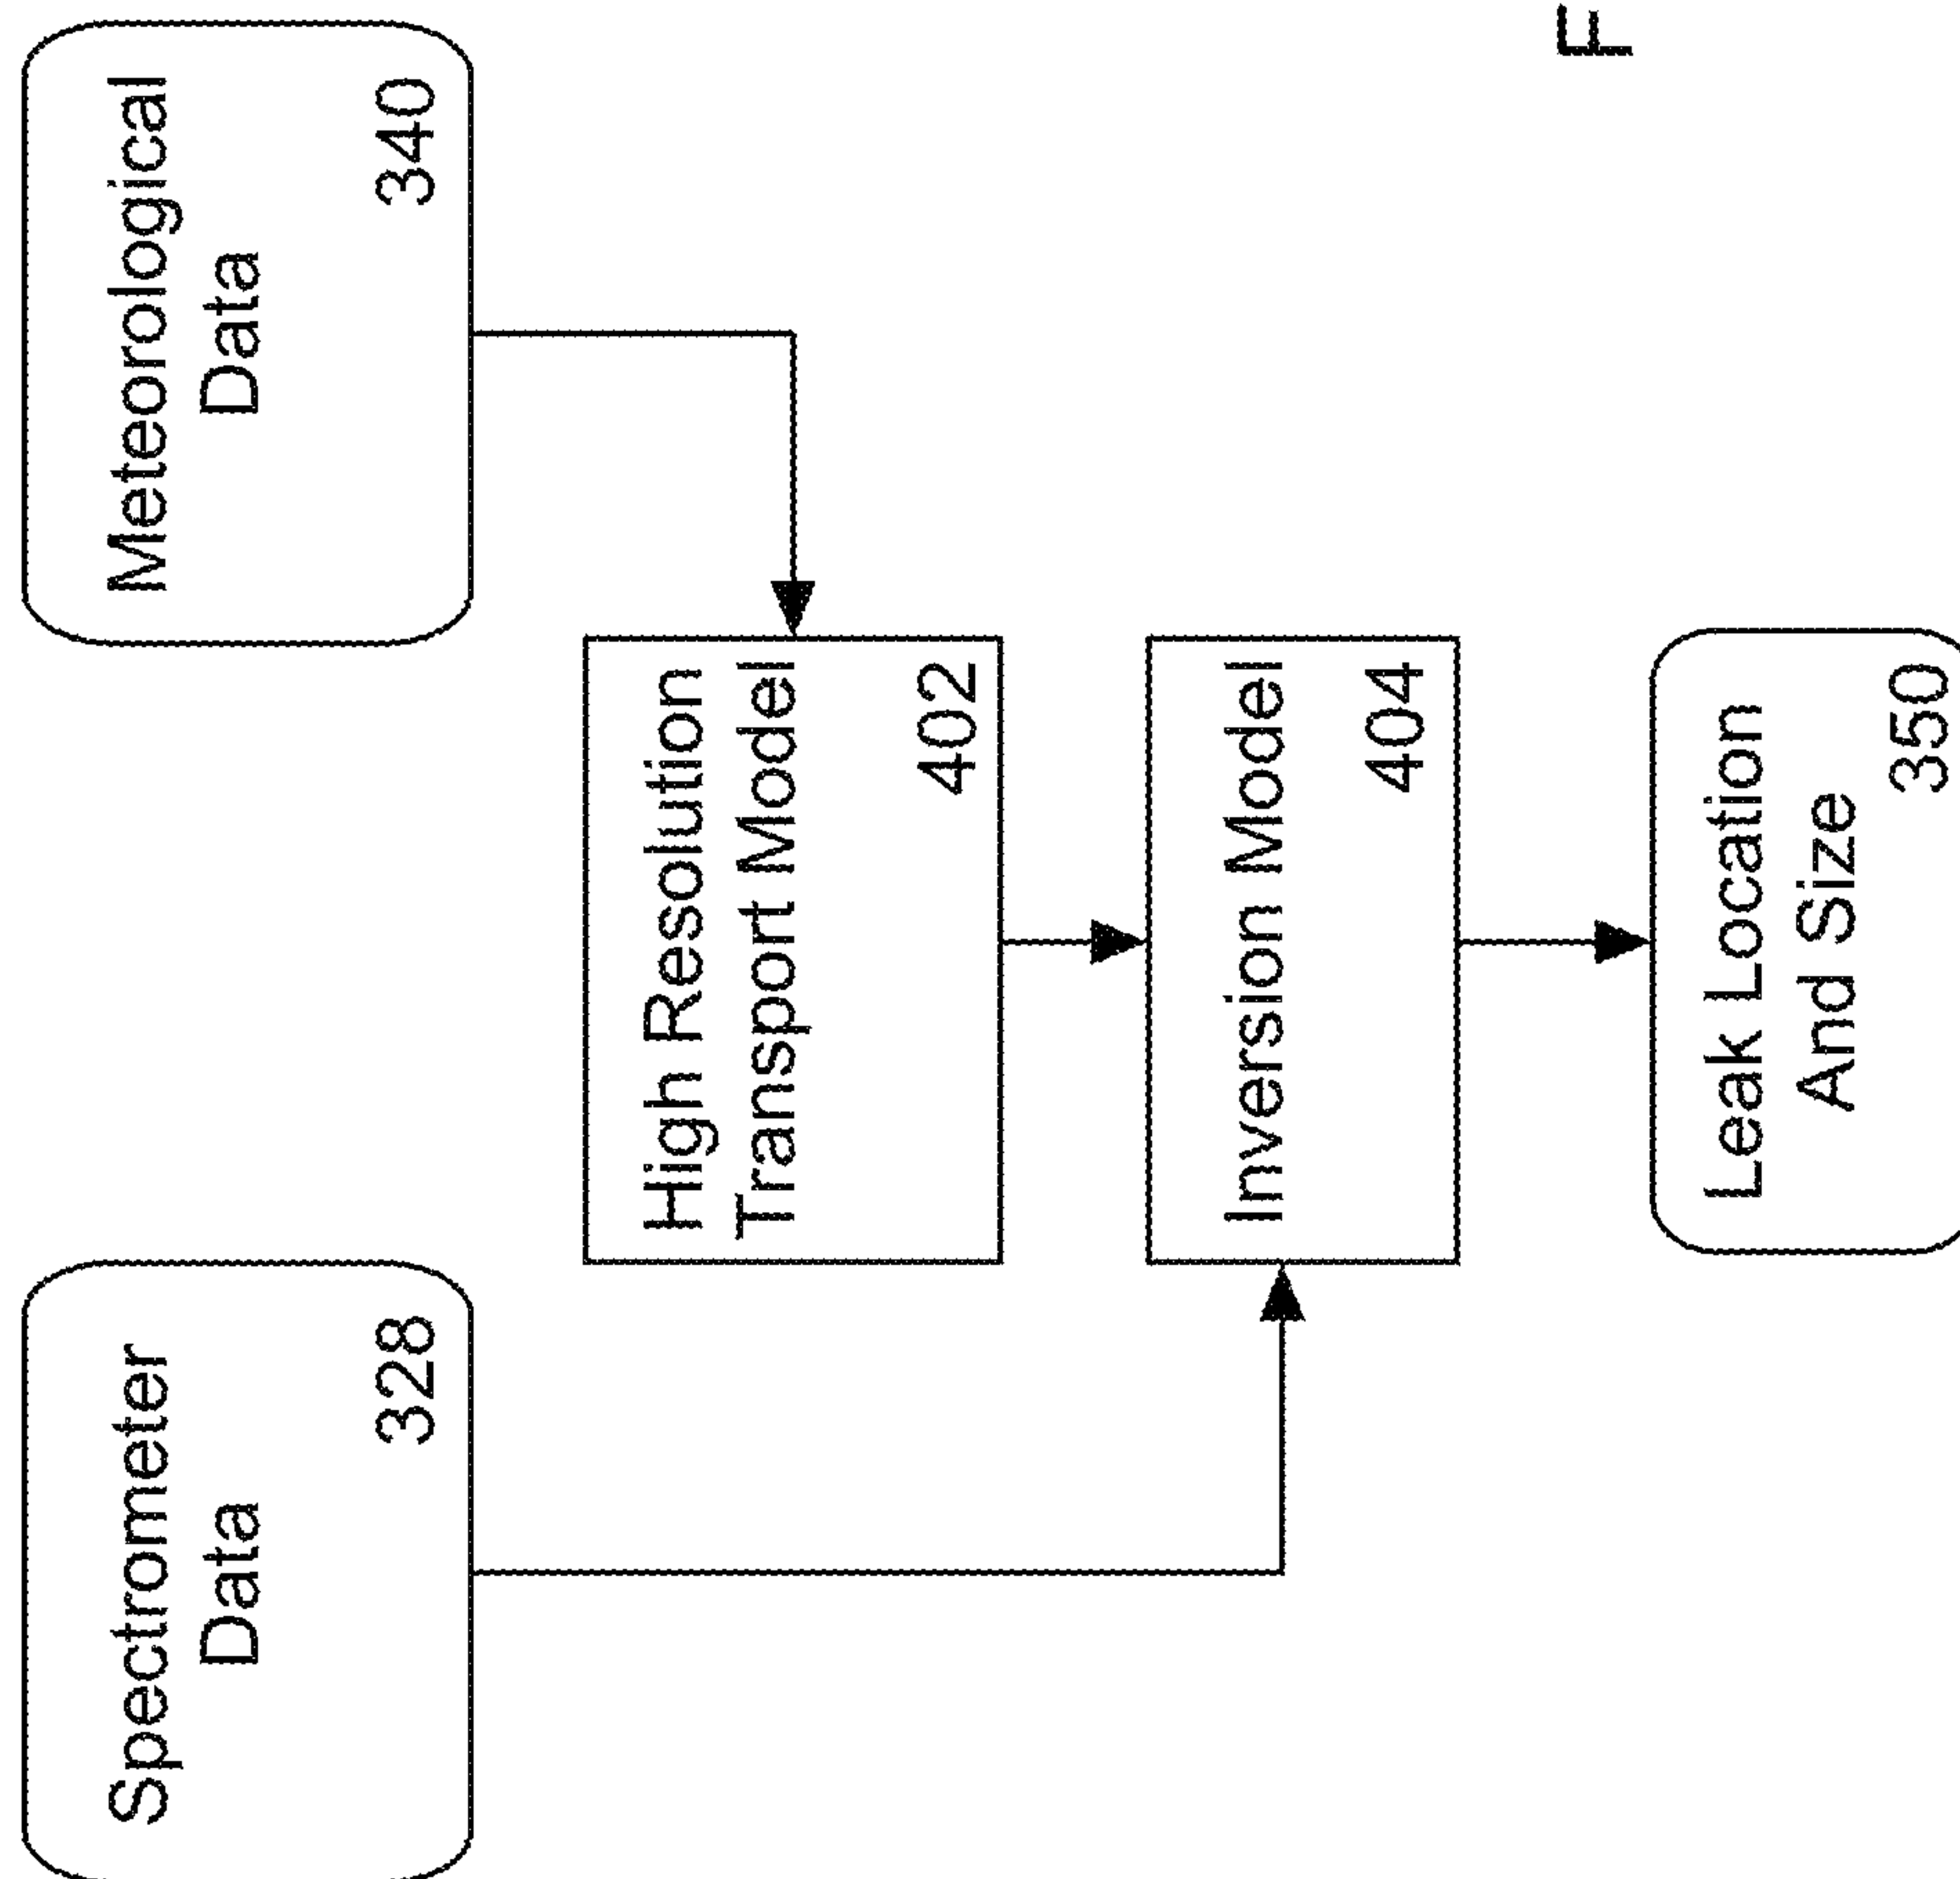 Spectrometer
Data
328
Meteorological
Data
340
High Resolution
Transport Model
402
Inversion Model
404
Leak Location
And Size
350
F